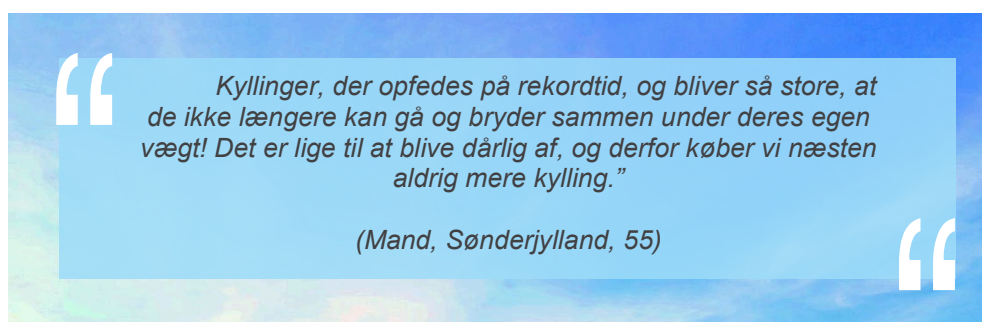 “
Kyllinger, der opfedes på rekordtid, og bliver så store, at
de ikke længere kan gå og bryder sammen under deres egen
vægt! Det er lige til at blive dårlig af, og derfor køber vi næsten
aldrig mere kylling.”
(Mand, Sønderjylland, 55)
“